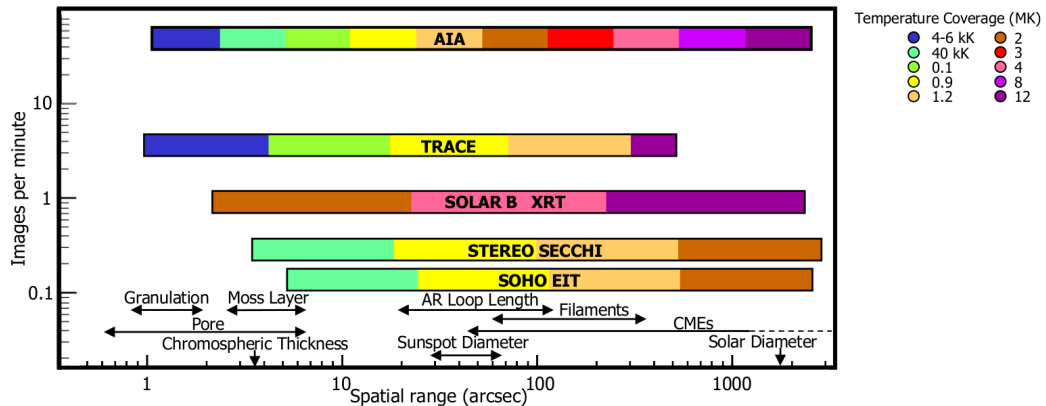 Temperature Coverage (MK)
4-6 kK 2
40 kK 3
0.1 4
0.9 8
1.2 12
AIA
10
TRACE
Images per minute
1
SOLAR B XRT
STEREO SECCHI
SOHO EIT
0.1
Granulation Moss Layer AR Loop Length
Filaments
Pore CMEs
Chromospheric Thickness Sunspot Diameter Solar Diameter
1 10 100 1000
Spatial range (arcsec)